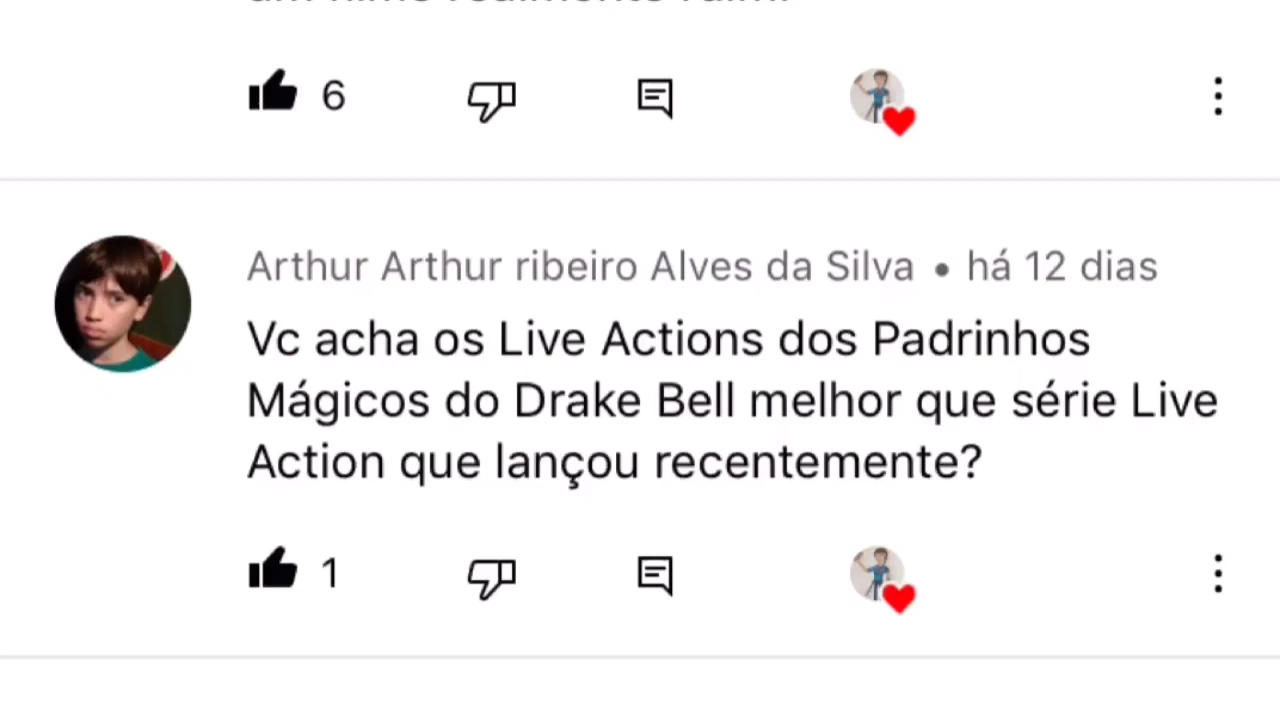 6
Arthur Arthur ribeiro Alves da Silva • há 12 dias
Vc acha os Live Actions dos Padrinhos
Mágicos do Drake Bell melhor que série Live
Action que lançou recentemente?
1